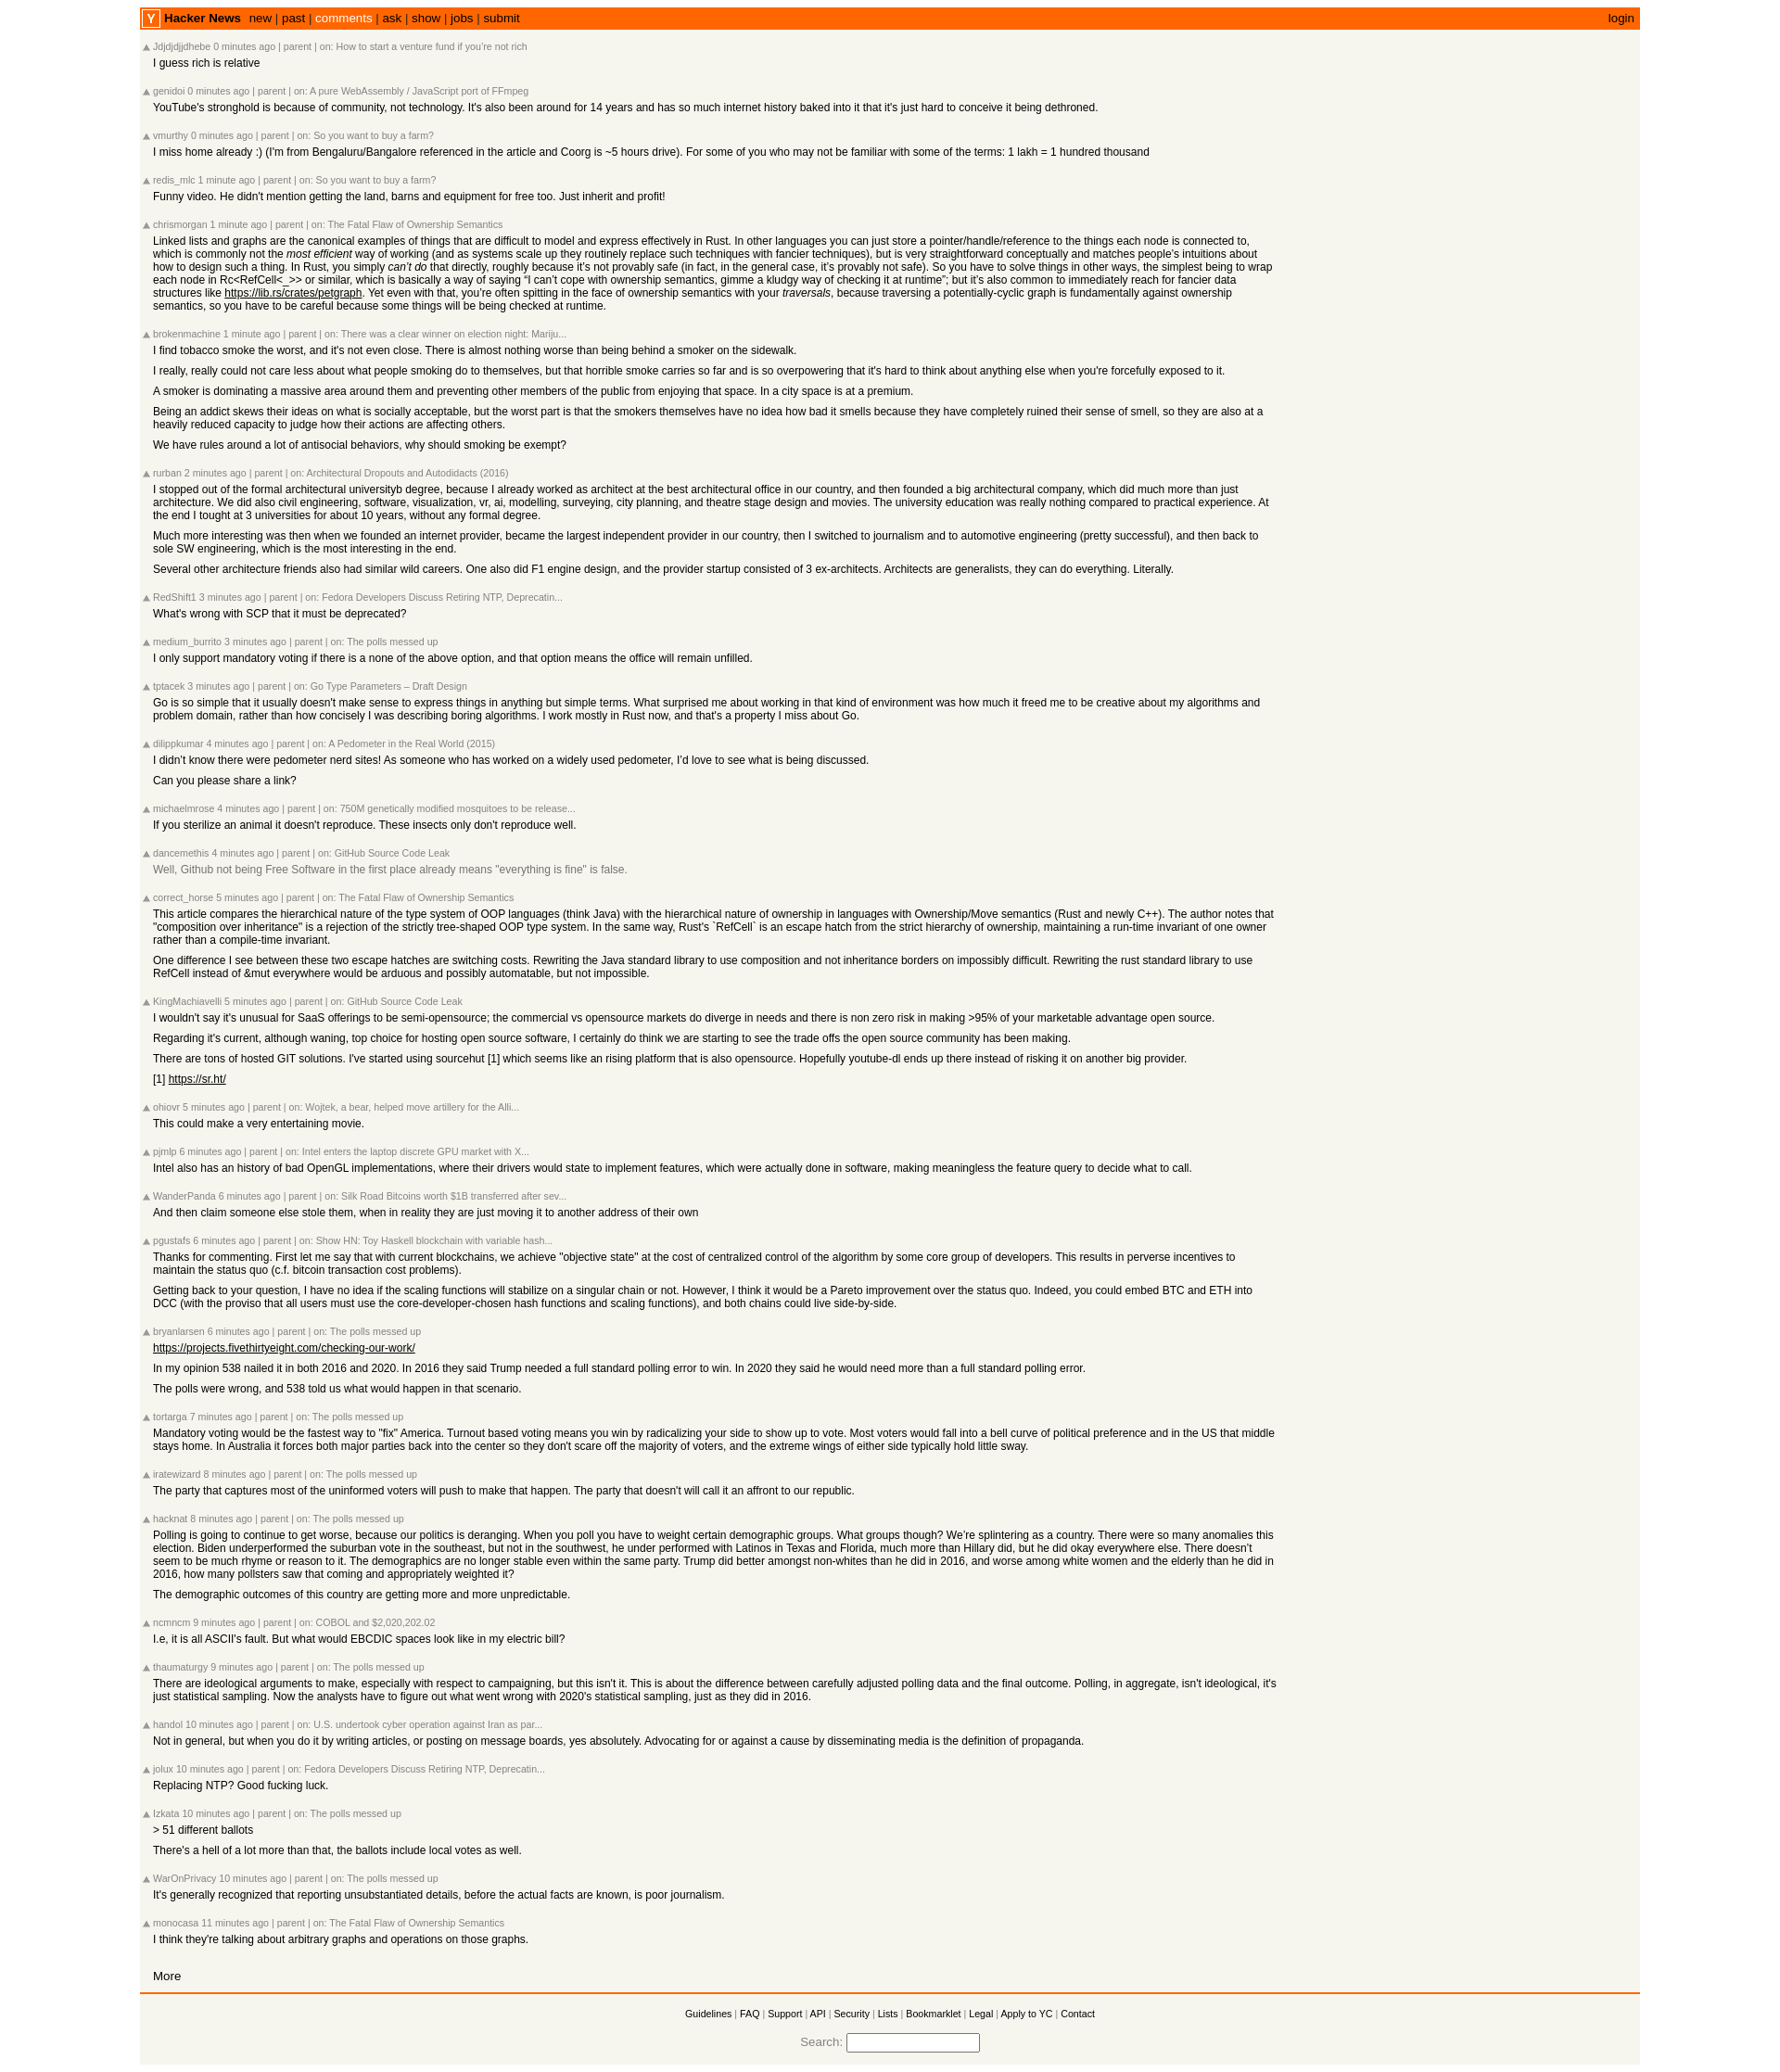 Y Hacker News new | past | comments | ask | show | jobs | submit login
Jdjdjdjjdhebe 0 minutes ago | parent | on: How to start a venture fund if you're not rich
I guess rich is relative
genidoi 0 minutes ago | parent | on: A pure WebAssembly / JavaScript port of FFmpeg
YouTube's stronghold is because of community, not technology. It's also been around for 14 years and has so much internet history baked into it that it's just hard to conceive it being dethroned.
vmurthy 0 minutes ago | parent | on: So you want to buy a farm?
I miss home already :) (I'm from Bengaluru/Bangalore referenced in the article and Coorg is ~5 hours drive). For some of you who may not be familiar with some of the terms: 1 lakh = 1 hundred thousand
redis_mlc 1 minute ago | parent | on: So you want to buy a farm?
Funny video. He didn't mention getting the land, barns and equipment for free too. Just inherit and profit!
chrismorgan 1 minute ago | parent | on: The Fatal Flaw of Ownership Semantics
Linked lists and graphs are the canonical examples of things that are difficult to model and express effectively in Rust. In other languages you can just store a pointer/handle/reference to the things each node is connected to,
which is commonly not the most efficient way of working (and as systems scale up they routinely replace such techniques with fancier techniques), but is very straightforward conceptually and matches people's intuitions about
how to design such a thing. In Rust, you simply can't do that directly, roughly because it's not provably safe (in fact, in the general case, it's provably not safe). So you have to solve things in other ways, the simplest being to wrap
each node in Rc<RefCell<_>> or similar, which is basically a way of saying “I can't cope with ownership semantics, gimme a kludgy way of checking it at runtime”; but it's also common to immediately reach for fancier data
structures like https://lib.rs/crates/petgraph. Yet even with that, you're often spitting in the face of ownership semantics with your traversals, because traversing a potentially-cyclic graph is fundamentally against ownership
semantics, so you have to be careful because some things will be being checked at runtime.
brokenmachine 1 minute ago | parent | on: There was a clear winner on election night: Mariju...
I find tobacco smoke the worst, and it's not even close. There is almost nothing worse than being behind a smoker on the sidewalk.
I really, really could not care less about what people smoking do to themselves, but that horrible smoke carries so far and is so overpowering that it's hard to think about anything else when you're forcefully exposed to it.
A smoker is dominating a massive area around them and preventing other members of the public from enjoying that space. In a city space is at a premium.
Being an addict skews their ideas on what is socially acceptable, but the worst part is that the smokers themselves have no idea how bad it smells because they have completely ruined their sense of smell, so they are also at a
heavily reduced capacity to judge how their actions are affecting others.
We have rules around a lot of antisocial behaviors, why should smoking be exempt?
rurban 2 minutes ago | parent | on: Architectural Dropouts and Autodidacts (2016)
I stopped out of the formal architectural universityb degree, because I already worked as architect at the best architectural office in our country, and then founded a big architectural company, which did much more than just
architecture. We did also civil engineering, software, visualization, vr, ai, modelling, surveying, city planning, and theatre stage design and movies. The university education was really nothing compared to practical experience. At
the end I tought at 3 universities for about 10 years, without any formal degree.
Much more interesting was then when we founded an internet provider, became the largest independent provider in our country, then I switched to journalism and to automotive engineering (pretty successful), and then back to
sole SW engineering, which is the most interesting in the end.
Several other architecture friends also had similar wild careers. One also did F1 engine design, and the provider startup consisted of 3 ex-architects. Architects are generalists, they can do everything. Literally.
RedShift1 3 minutes ago | parent | on: Fedora Developers Discuss Retiring NTP, Deprecatin...
What's wrong with SCP that it must be deprecated?
medium_burrito 3 minutes ago | parent | on: The polls messed up
I only support mandatory voting if there is a none of the above option, and that option means the office will remain unfilled.
tptacek 3 minutes ago | parent | on: Go Type Parameters – Draft Design
Go is so simple that it usually doesn't make sense to express things in anything but simple terms. What surprised me about working in that kind of environment was how much it freed me to be creative about my algorithms and
problem domain, rather than how concisely I was describing boring algorithms. I work mostly in Rust now, and that's a property I miss about Go.
dilippkumar 4 minutes ago | parent | on: A Pedometer in the Real World (2015)
I didn't know there were pedometer nerd sites! As someone who has worked on a widely used pedometer, I'd love to see what is being discussed.
Can you please share a link?
michaelmrose 4 minutes ago | parent | on: 750M genetically modified mosquitoes to be release...
If you sterilize an animal it doesn't reproduce. These insects only don't reproduce well.
dancemethis 4 minutes ago | parent | on: GitHub Source Code Leak
Well, Github not being Free Software in the first place already means "everything is fine" is false.
correct_horse 5 minutes ago | parent | on: The Fatal Flaw of Ownership Semantics
This article compares the hierarchical nature of the type system of OOP languages (think Java) with the hierarchical nature of ownership in languages with Ownership/Move semantics (Rust and newly C++). The author notes that
"composition over inheritance" is a rejection of the strictly tree-shaped OOP type system. In the same way, Rust's `RefCell` is an escape hatch from the strict hierarchy of ownership, maintaining a run-time invariant of one owner
rather than a compile-time invariant.
One difference I see between these two escape hatches are switching costs. Rewriting the Java standard library to use composition and not inheritance borders on impossibly difficult. Rewriting the rust standard library to use
RefCell instead of &mut everywhere would be arduous and possibly automatable, but not impossible.
KingMachiavelli 5 minutes ago | parent | on: GitHub Source Code Leak
I wouldn't say it's unusual for SaaS offerings to be semi-opensource; the commercial vs opensource markets do diverge in needs and there is non zero risk in making >95% of your marketable advantage open source.
Regarding it's current, although waning, top choice for hosting open source software, I certainly do think we are starting to see the trade offs the open source community has been making.
There are tons of hosted GIT solutions. I've started using sourcehut [1] which seems like an rising platform that is also opensource. Hopefully youtube-dl ends up there instead of risking it on another big provider.
[1] https://sr.ht/
ohiovr 5 minutes ago | parent | on: Wojtek, a bear, helped move artillery for the Alli...
This could make a very entertaining movie.
pjmlp 6 minutes ago | parent | on: Intel enters the laptop discrete GPU market with X...
Intel also has an history of bad OpenGL implementations, where their drivers would state to implement features, which were actually done in software, making meaningless the feature query to decide what to call.
WanderPanda 6 minutes ago | parent | on: Silk Road Bitcoins worth $1B transferred after sev...
And then claim someone else stole them, when in reality they are just moving it to another address of their own
pgustafs 6 minutes ago | parent | on: Show HN: Toy Haskell blockchain with variable hash...
Thanks for commenting. First let me say that with current blockchains, we achieve "objective state" at the cost of centralized control of the algorithm by some core group of developers. This results in perverse incentives to
maintain the status quo (c.f. bitcoin transaction cost problems).
Getting back to your question, I have no idea if the scaling functions will stabilize on a singular chain or not. However, I think it would be a Pareto improvement over the status quo. Indeed, you could embed BTC and ETH into
DCC (with the proviso that all users must use the core-developer-chosen hash functions and scaling functions), and both chains could live side-by-side.
bryanlarsen 6 minutes ago | parent | on: The polls messed up
https://projects.fivethirtyeight.com/checking-our-work/
In my opinion 538 nailed it in both 2016 and 2020. In 2016 they said Trump needed a full standard polling error to win. In 2020 they said he would need more than a full standard polling error.
The polls were wrong, and 538 told us what would happen in that scenario.
tortarga 7 minutes ago | parent | on: The polls messed up
Mandatory voting would be the fastest way to "fix" America. Turnout based voting means you win by radicalizing your side to show up to vote. Most voters would fall into a bell curve of political preference and in the US that middle
stays home. In Australia it forces both major parties back into the center so they don't scare off the majority of voters, and the extreme wings of either side typically hold little sway.
iratewizard 8 minutes ago | parent | on: The polls messed up
The party that captures most of the uninformed voters will push to make that happen. The party that doesn't will call it an affront to our republic.
hacknat 8 minutes ago | parent | on: The polls messed up
Polling is going to continue to get worse, because our politics is deranging. When you poll you have to weight certain demographic groups. What groups though? We're splintering as a country. There were so many anomalies this
election. Biden underperformed the suburban vote in the southeast, but not in the southwest, he under performed with Latinos in Texas and Florida, much more than Hillary did, but he did okay everywhere else. There doesn't
seem to be much rhyme or reason to it. The demographics are no longer stable even within the same party. Trump did better amongst non-whites than he did in 2016, and worse among white women and the elderly than he did in
2016, how many pollsters saw that coming and appropriately weighted it?
The demographic outcomes of this country are getting more and more unpredictable.
ncmncm 9 minutes ago | parent | on: COBOL and $2,020,202.02
I.e, it is all ASCII's fault. But what would EBCDIC spaces look like in my electric bill?
thaumaturgy 9 minutes ago | parent | on: The polls messed up
There are ideological arguments to make, especially with respect to campaigning, but this isn't it. This is about the difference between carefully adjusted polling data and the final outcome. Polling, in aggregate, isn't ideological, it's
just statistical sampling. Now the analysts have to figure out what went wrong with 2020's statistical sampling, just as they did in 2016.
handol 10 minutes ago | parent | on: U.S. undertook cyber operation against Iran as par...
Not in general, but when you do it by writing articles, or posting on message boards, yes absolutely. Advocating for or against a cause by disseminating media is the definition of propaganda.
jolux 10 minutes ago | parent | on: Fedora Developers Discuss Retiring NTP, Deprecatin...
Replacing NTP? Good fucking luck.
Izkata 10 minutes ago | parent | on: The polls messed up
> 51 different ballots
There's a hell of a lot more than that, the ballots include local votes as well.
WarOnPrivacy 10 minutes ago | parent | on: The polls messed up
It's generally recognized that reporting unsubstantiated details, before the actual facts are known, is poor journalism.
monocasa 11 minutes ago | parent | on: The Fatal Flaw of Ownership Semantics
I think they're talking about arbitrary graphs and operations on those graphs.
More
Guidelines | FAQ | Support | API | Security | Lists | Bookmarklet | Legal | Apply to YC | Contact
Search: